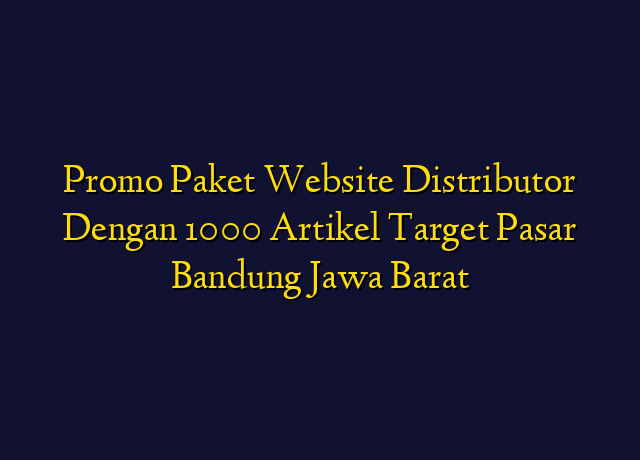 Promo Paket Website Distributor
Dengan 1000 Artikel Target Pasar
Bandung Jawa Barat